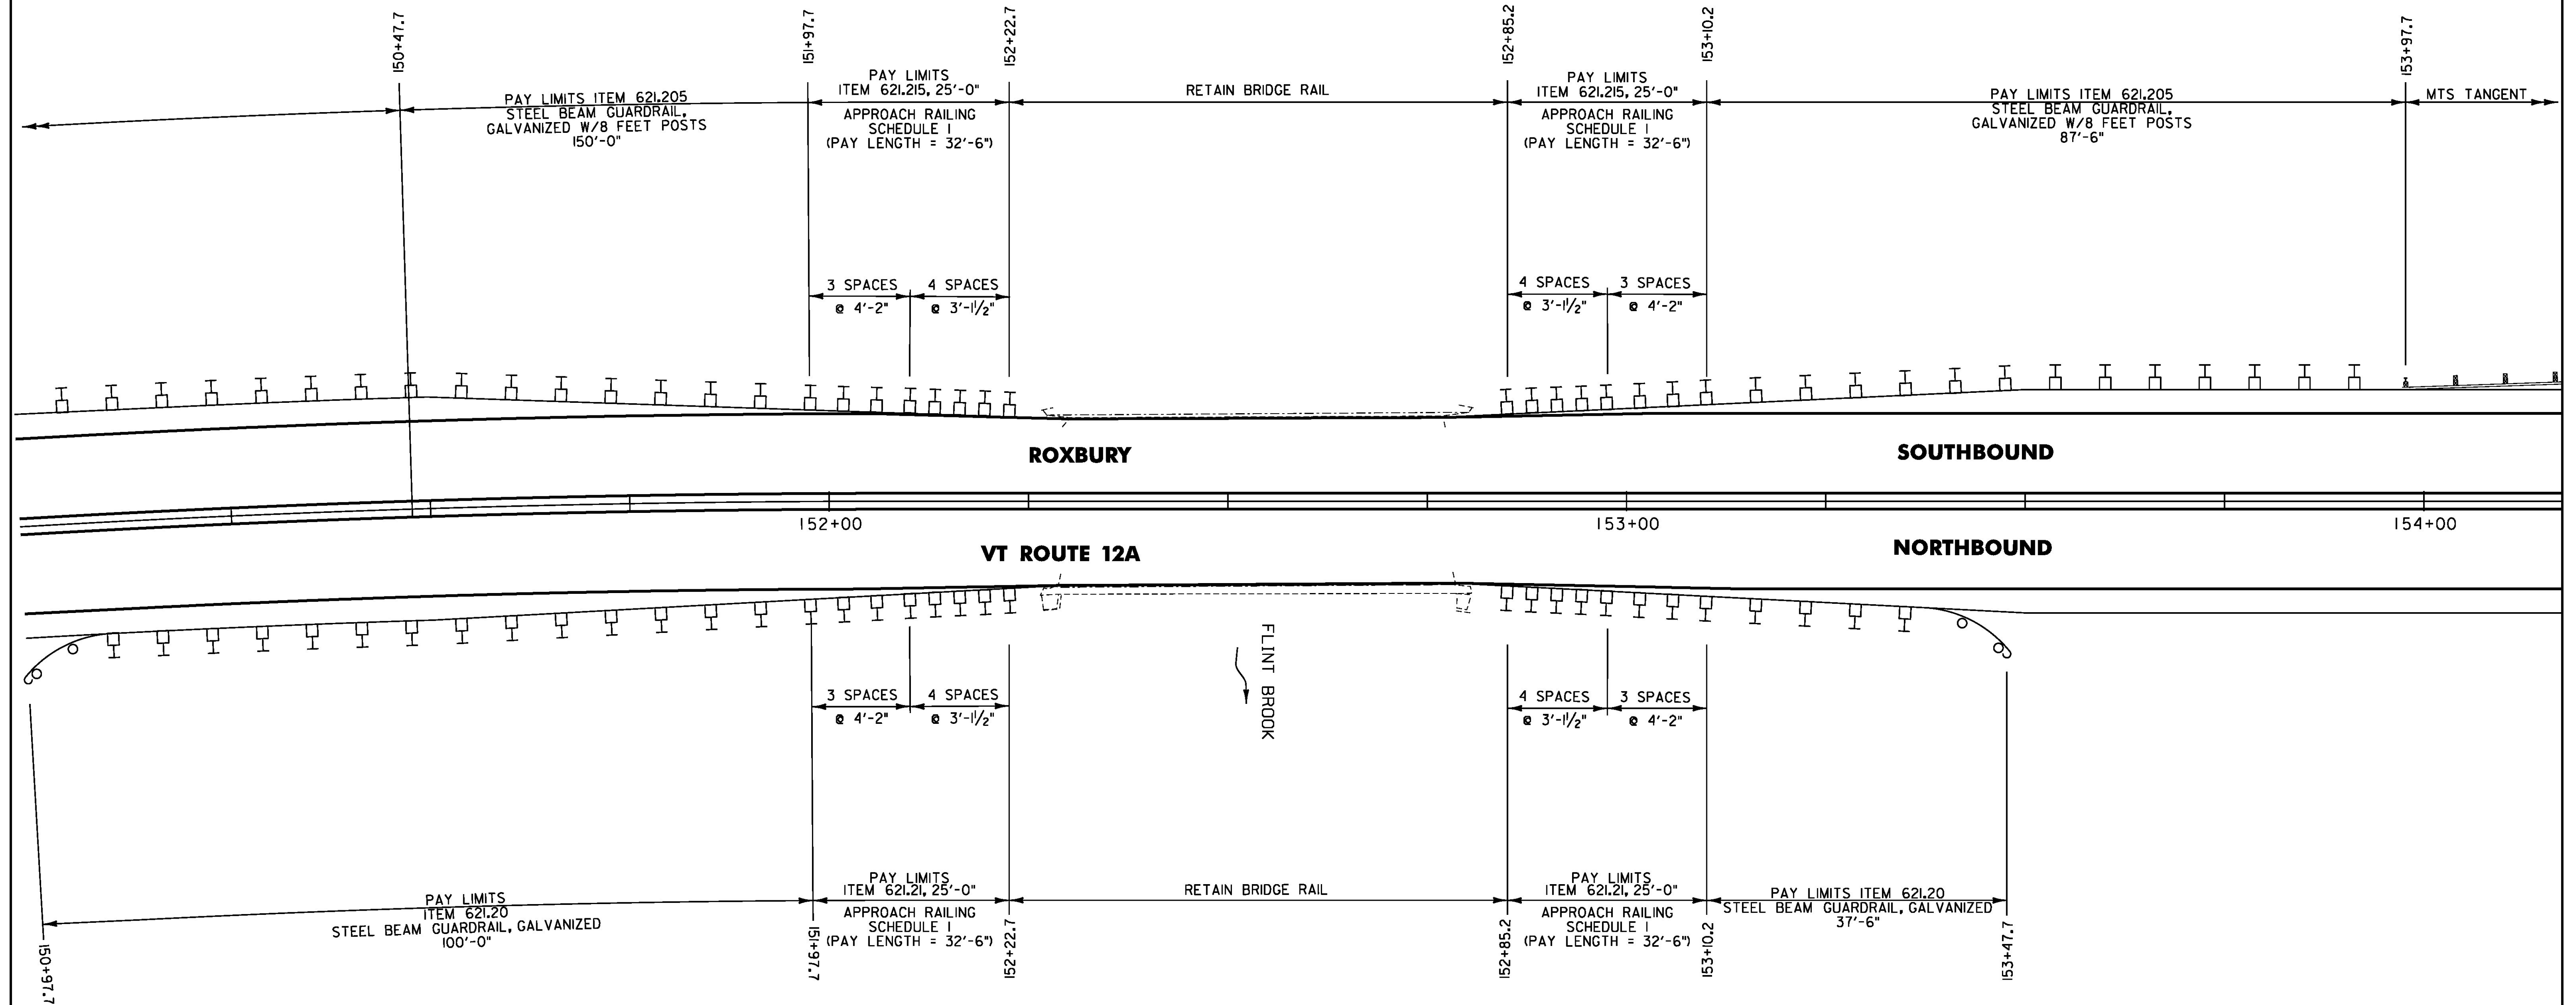 150+47.7
151+97.7
152+22.7
152+85.2
153+10.2
153+97.7
PAY LIMITS ITEM 621.205
STEEL BEAM GUARDRAIL,
GALVANIZED W/8 FEET POSTS
150'-0"
PAY LIMITS
ITEM 621.215, 25'-0"
APPROACH RAILING
SCHEDULE I
(PAY LENGTH = 32'-6")
RETAIN BRIDGE RAIL
PAY LIMITS
ITEM 621.215, 25'-0"
APPROACH RAILING
SCHEDULE I
(PAY LENGTH = 32'-6")
PAY LIMITS ITEM 621.205
STEEL BEAM GUARDRAIL,
GALVANIZED W/8 FEET POSTS
87'-6"
MTS TANGENT
3 SPACES
@ 4'-2"
4 SPACES
@ 3'-1 1/2"
4 SPACES
@ 3'-1 1/2"
3 SPACES
@ 4'-2"
ROXBURY
SOUTHBOUND
152+00
153+00
154+00
VT ROUTE 12A
NORTHBOUND
FLINT BROOK
3 SPACES
@ 4'-2"
4 SPACES
@ 3'-1 1/2"
4 SPACES
@ 3'-1 1/2"
3 SPACES
@ 4'-2"
PAY LIMITS
ITEM 621.20
STEEL BEAM GUARDRAIL, GALVANIZED
100'-0"
PAY LIMITS
ITEM 621.21, 25'-0"
APPROACH RAILING
SCHEDULE I
(PAY LENGTH = 32'-6")
RETAIN BRIDGE RAIL
PAY LIMITS
ITEM 621.21, 25'-0"
APPROACH RAILING
SCHEDULE I
(PAY LENGTH = 32'-6")
PAY LIMITS ITEM 621.20
STEEL BEAM GUARDRAIL, GALVANIZED
37'-6"
150+97.7
151+97.7
152+22.7
152+85.2
153+10.2
153+47.7